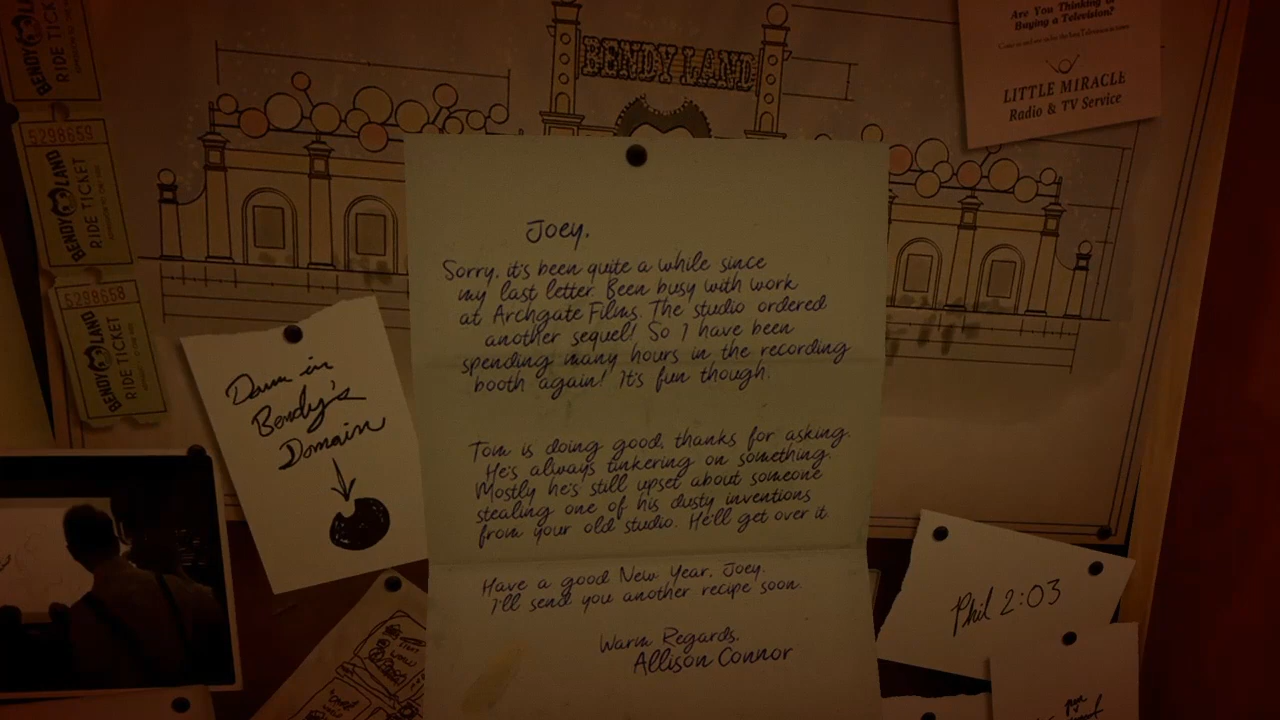 BENDY LAND
RIDE TICKET
5298659
BENDY LAND
RIDE TICKET
5298658
BENDY LAND
RIDE TICKET
BENDY LAND
Are You Thinking of
Buying a Television?
LITTLE MIRACLE
Radio & TV Service
Joey,
Sorry, it's been quite a while since
my last letter. Been busy with work
at Archgate Films. The studio ordered
another sequel! So I have been
spending many hours in the recording
booth again! It's fun though.
Tom is doing good, thanks for asking.
He's always tinkering on something.
Mostly he's still upset about someone
stealing one of his dusty inventions
from your old studio. He'll get over it.
Have a good New Year, Joey.
I'll send you another recipe soon.
Warm Regards,
Allison Connor
Down in
Bendy's
Domain
Phil 2:03